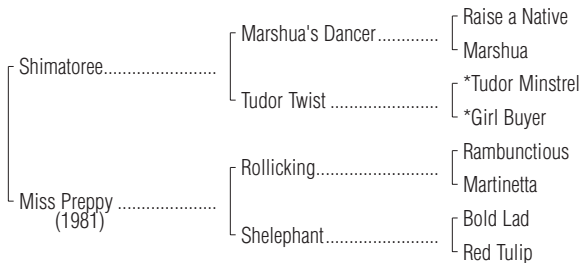 Raise a Native
Marshua's Dancer.............
Marshua
Shimatoree........................
*Tudor Minstrel
Tudor Twist .......................
*Girl Buyer
Rambunctious
Rollicking..........................
Martinetta
Miss Preppy .....................
(1981)
Bold Lad
Shelephant........................
Red Tulip